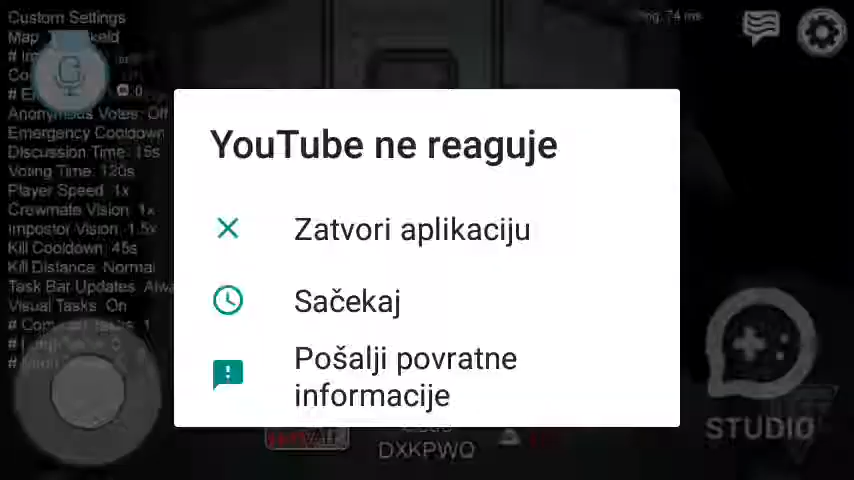 Custom Settings
Map
Anonymous Votes: Off
Emergency Cooldown
Discussion Time: 15s
Voting Time: 120s
Player Speed: 1x
Crewmate Vision: 1x
Impostor Vision: 1.5x
Kill Cooldown: 45s
Kill Distance: Normal
Task Bar Updates:
Visual Tasks: On
74 ms
YouTube ne reaguje
Zatvori aplikaciju
Sačekaj
Pošalji povratne
informacije
STUDIO
DXKPWQ